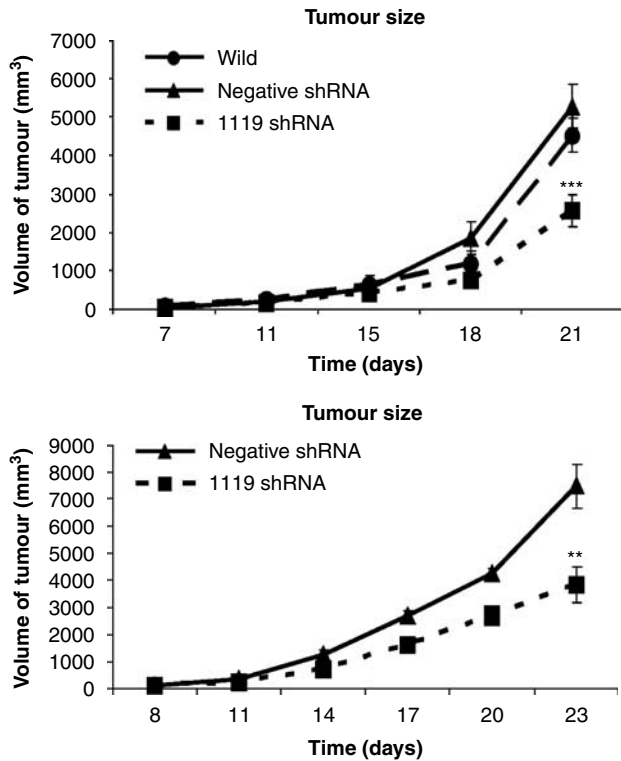 Tumour size
Volume of tumour (mm³)
7000
6000
5000
4000
3000
2000
1000
0
Wild
Negative shRNA
1119 shRNA
***
7 11 15 18 21
Time (days)
Tumour size
Volume of tumour (mm³)
9000
8000
7000
6000
5000
4000
3000
2000
1000
0
Negative shRNA
1119 shRNA
**
8 11 14 17 20 23
Time (days)